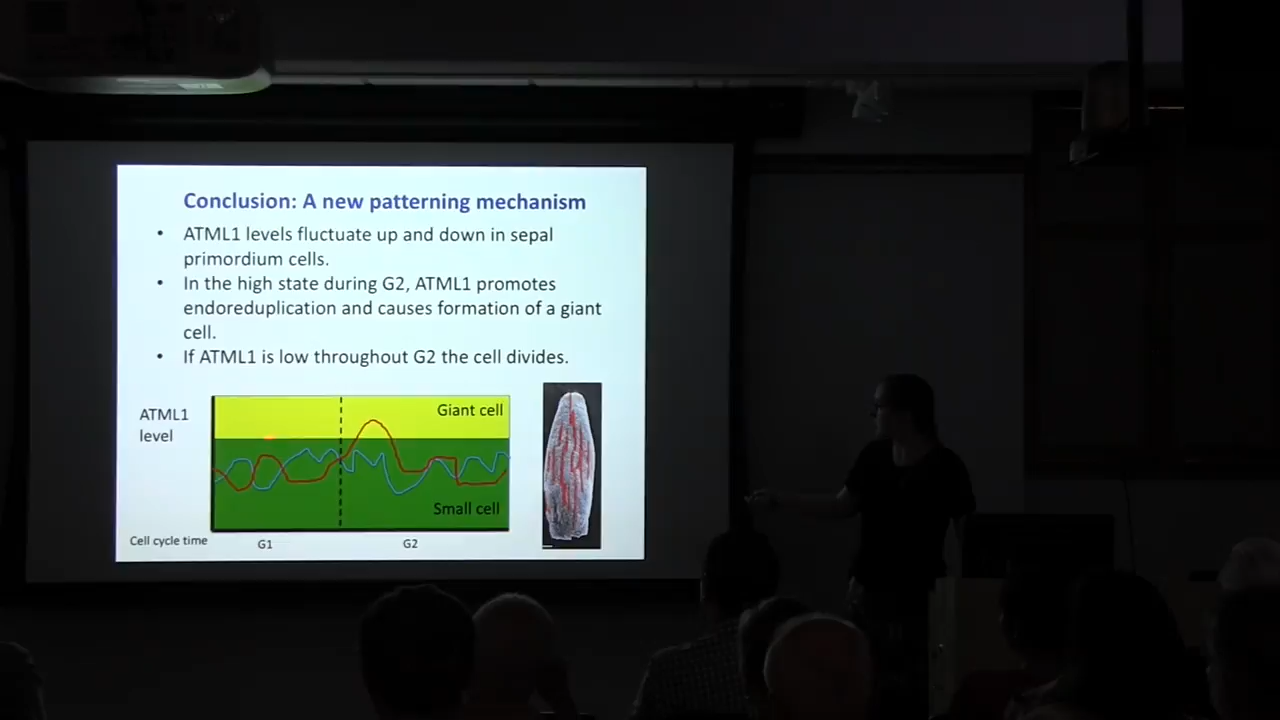 Conclusion: A new patterning mechanism
• ATML1 levels fluctuate up and down in sepal
primordium cells.
• In the high state during G2, ATML1 promotes
endoreduplication and causes formation of a giant
cell.
• If ATML1 is low throughout G2 the cell divides.
ATML1
level
Giant cell
Small cell
Cell cycle time
G1
G2